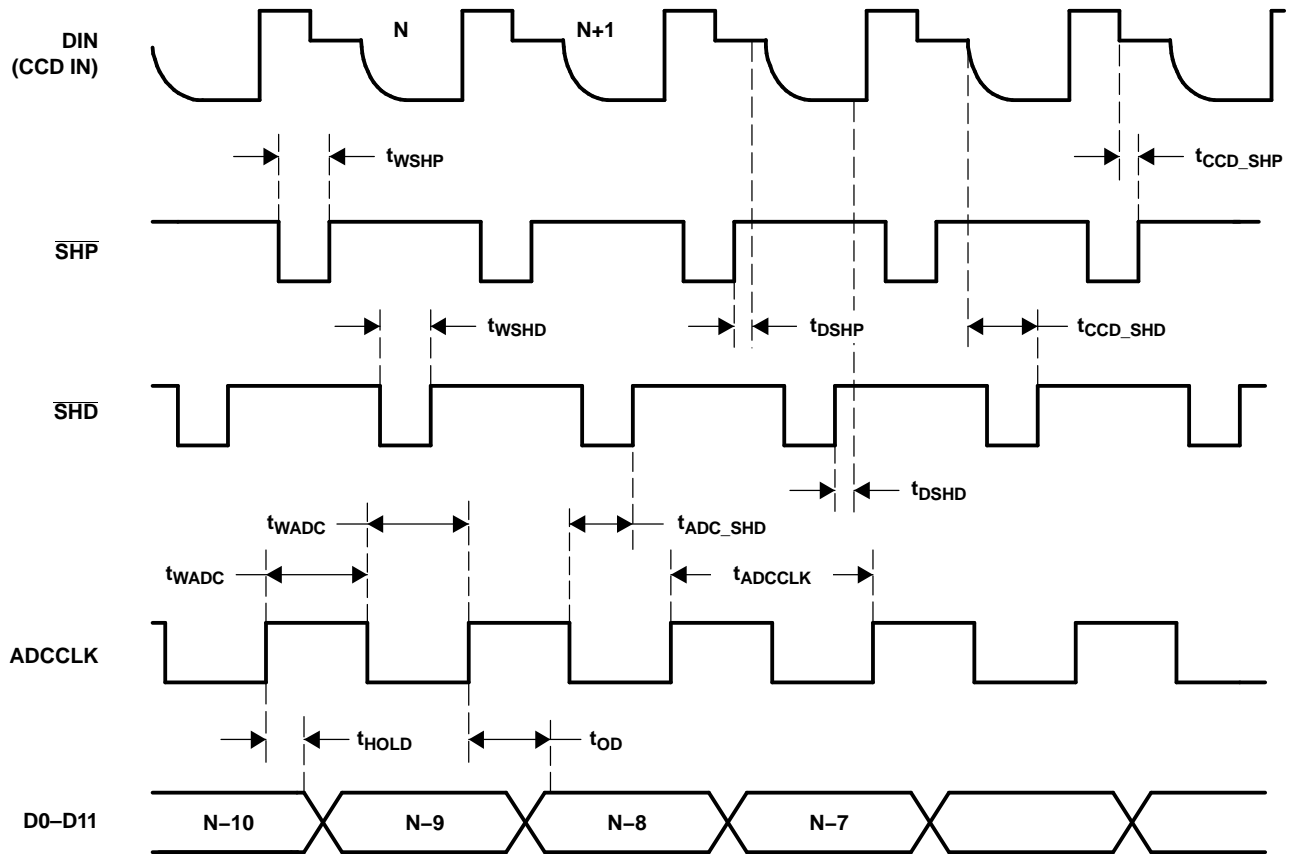 DIN
(CCD IN)
N
N+1
tWSHP
tCCD_SHP
SHP
tWSHD
tDSHP
tCCD_SHD
SHD
tDSHD
tWADC
tADC_SHD
tWADC
tADCCLK
ADCCLK
tHOLD
tOD
D0–D11
N–10
N–9
N–8
N–7